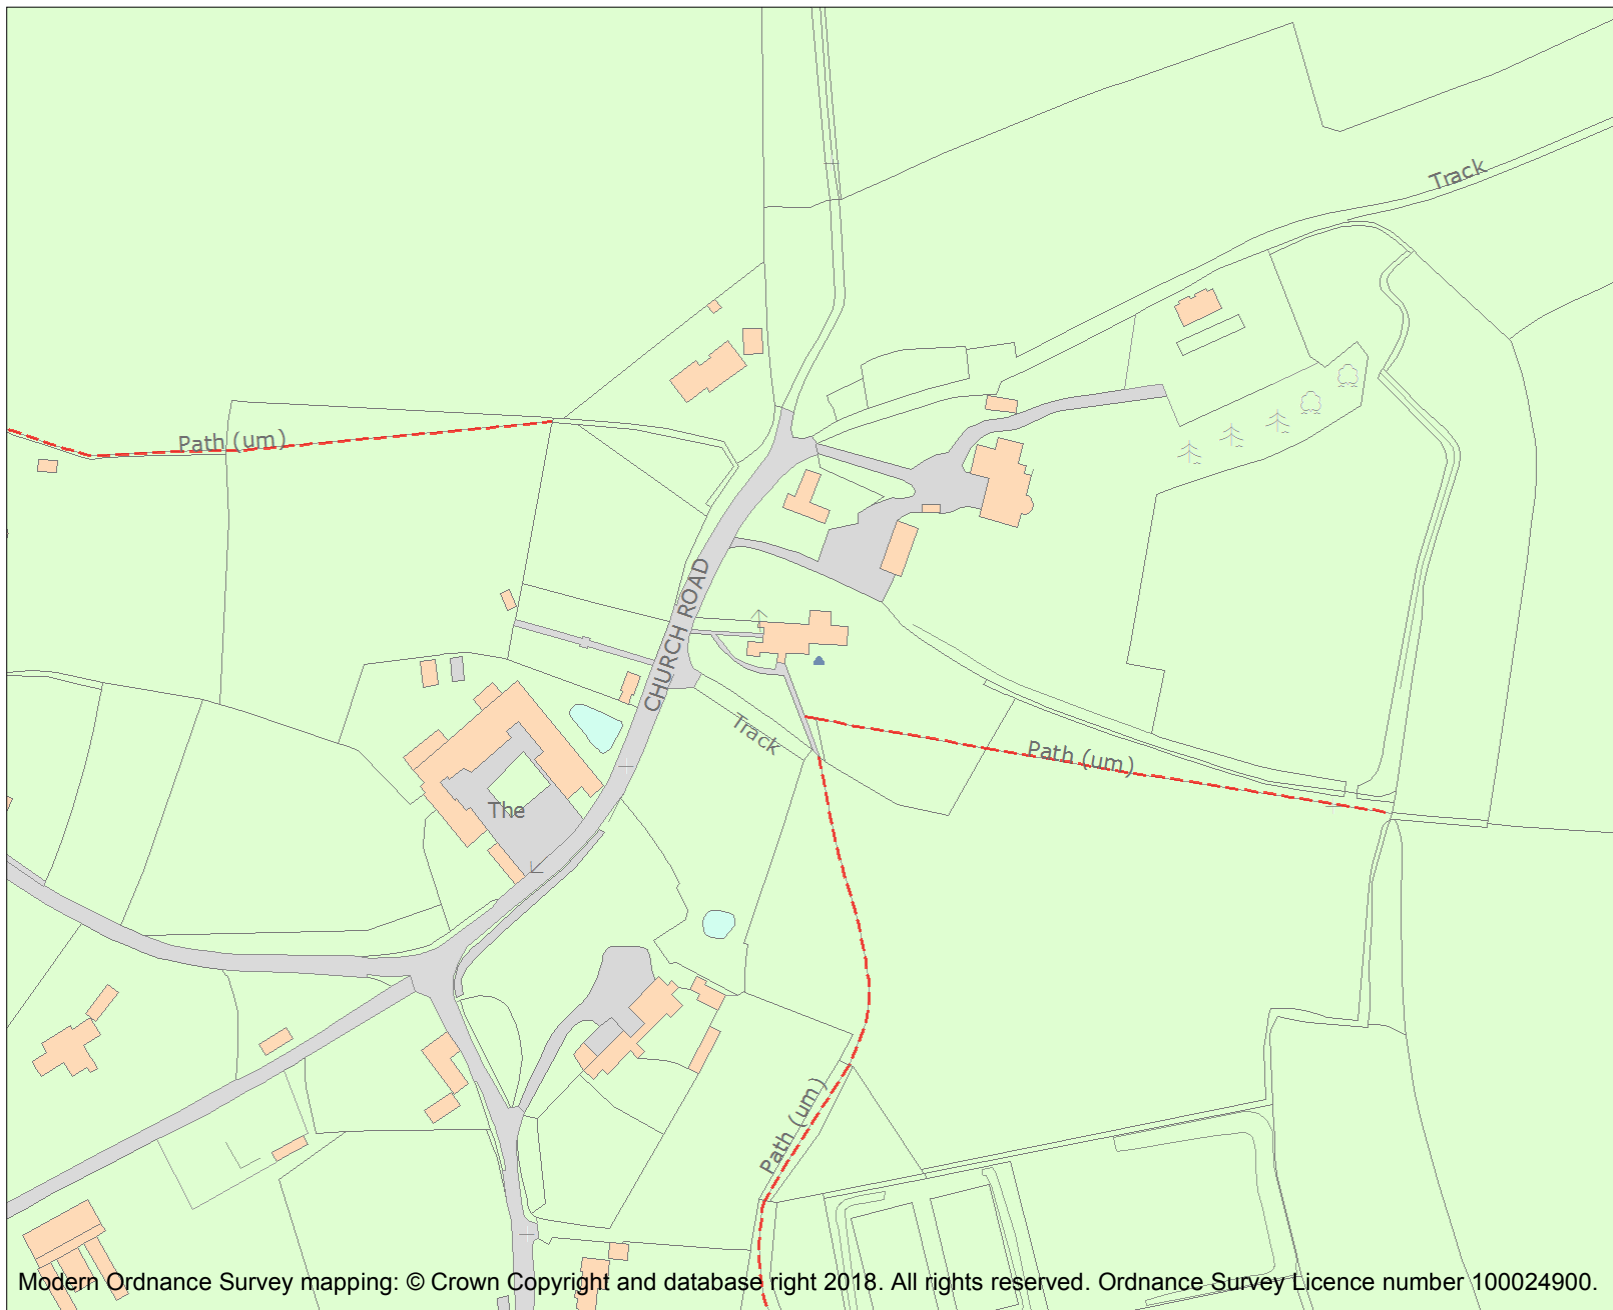 Track
Path (um)
CHURCH ROAD
Track
Path (um)
The
Path (um)
Modern Ordnance Survey mapping: © Crown Copyright and database right 2018. All rights reserved. Ordnance Survey Licence number 100024900.